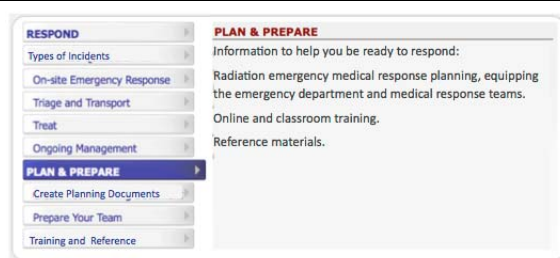 RESPOND
Types of Incidents
On-site Emergency Response
Triage and Transport
Treat
Ongoing Management
PLAN & PREPARE
Create Planning Documents
Prepare Your Team
Training and Reference
PLAN & PREPARE
Information to help you be ready to respond:
Radiation emergency medical response planning, equipping
the emergency department and medical response teams.
Online and classroom training.
Reference materials.